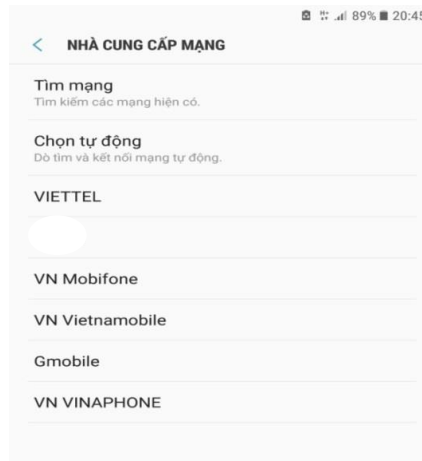 89% 20:45
NHÀ CUNG CẤP MẠNG
Tìm mạng
Tìm kiếm các mạng hiện có.
Chọn tự động
Dò tìm và kết nối mạng tự động.
VIETTEL
VN Mobifone
VN Vietnamobile
Gmobile
VN VINAPHONE